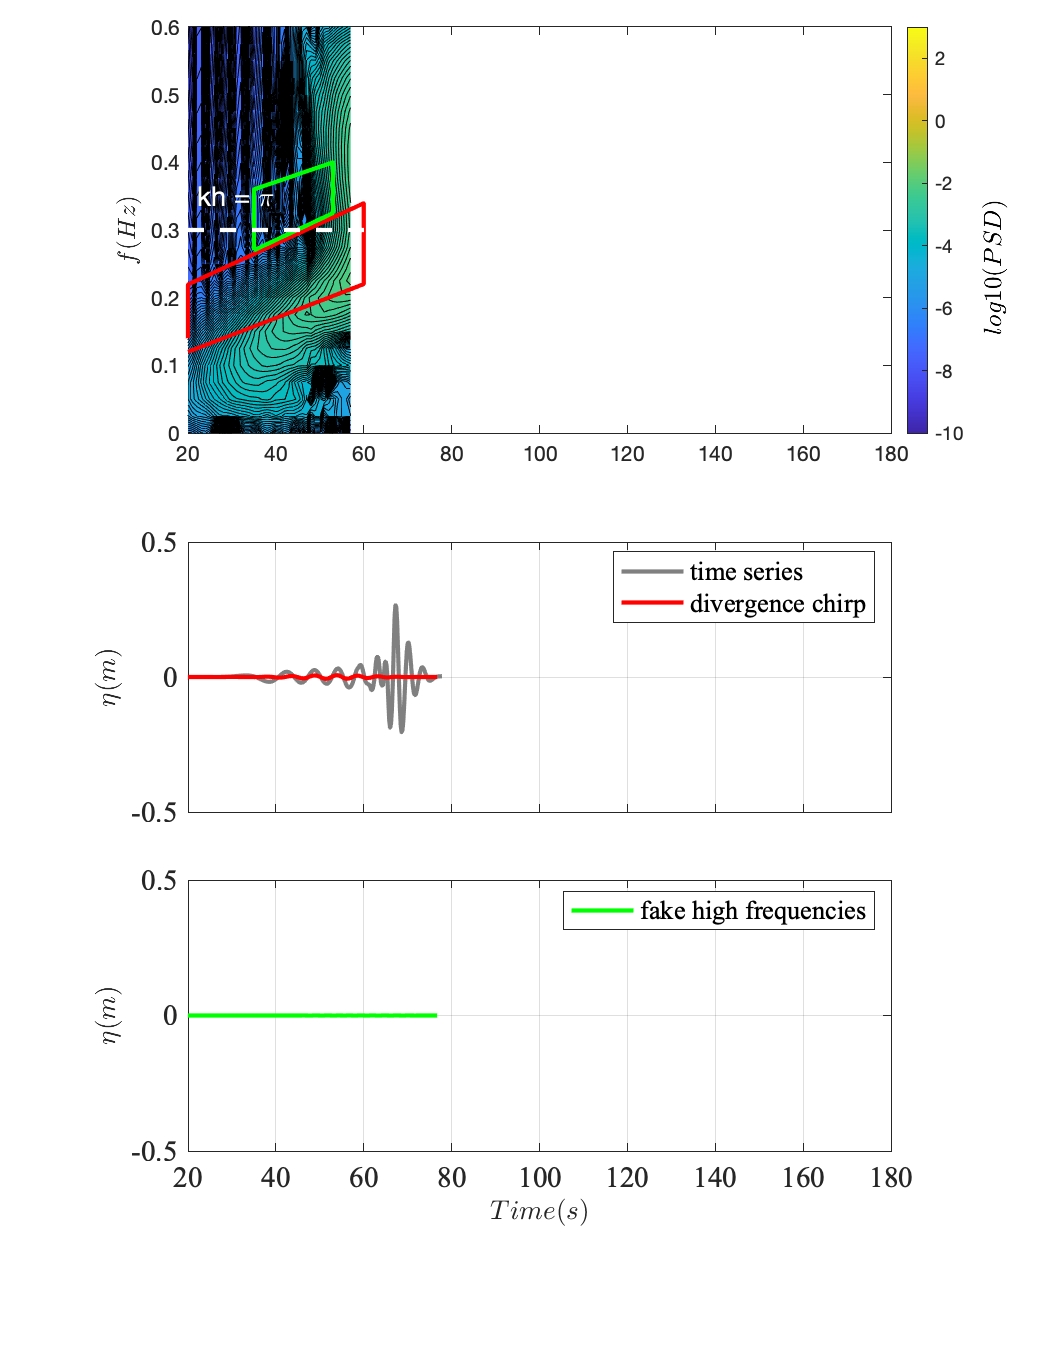 0.6
0.5
0.4
0.3
0.2
0.1
0
f(Hz)
kh = π
20 40 60 80 100 120 140 160 180
2
0
-2
-4
-6
-8
-10
log10(PSD)
0.5
0
-0.5
η(m)
time series
divergence chirp
0.5
0
-0.5
η(m)
fake high frequencies
20 40 60 80 100 120 140 160 180
Time(s)